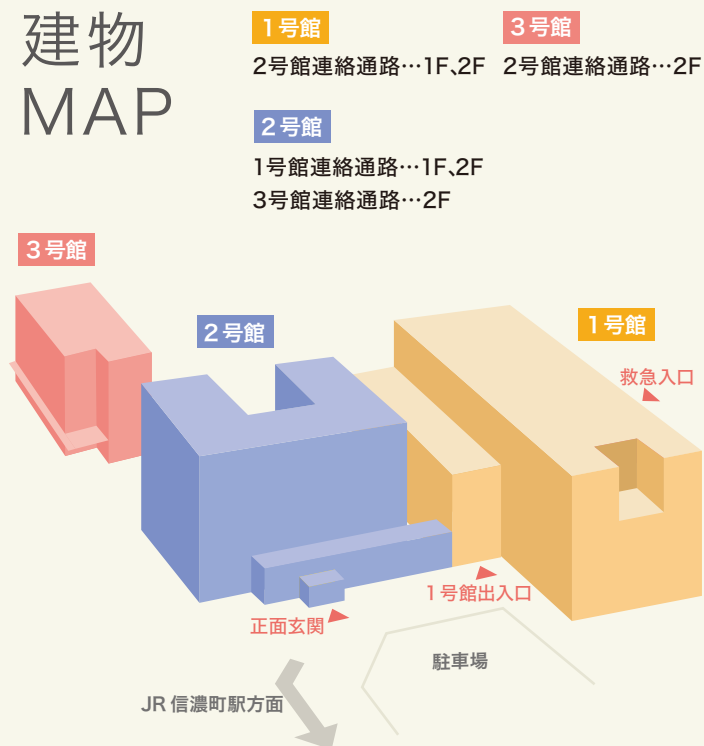 建物
MAP
1号館
2号館連絡通路…1F、2F
3号館
2号館連絡通路…2F
2号館
1号館連絡通路…1F、2F
3号館連絡通路…2F
3号館
2号館
1号館
救急入口
1号館出入口
正面玄関
駐車場
JR 信濃町駅方面